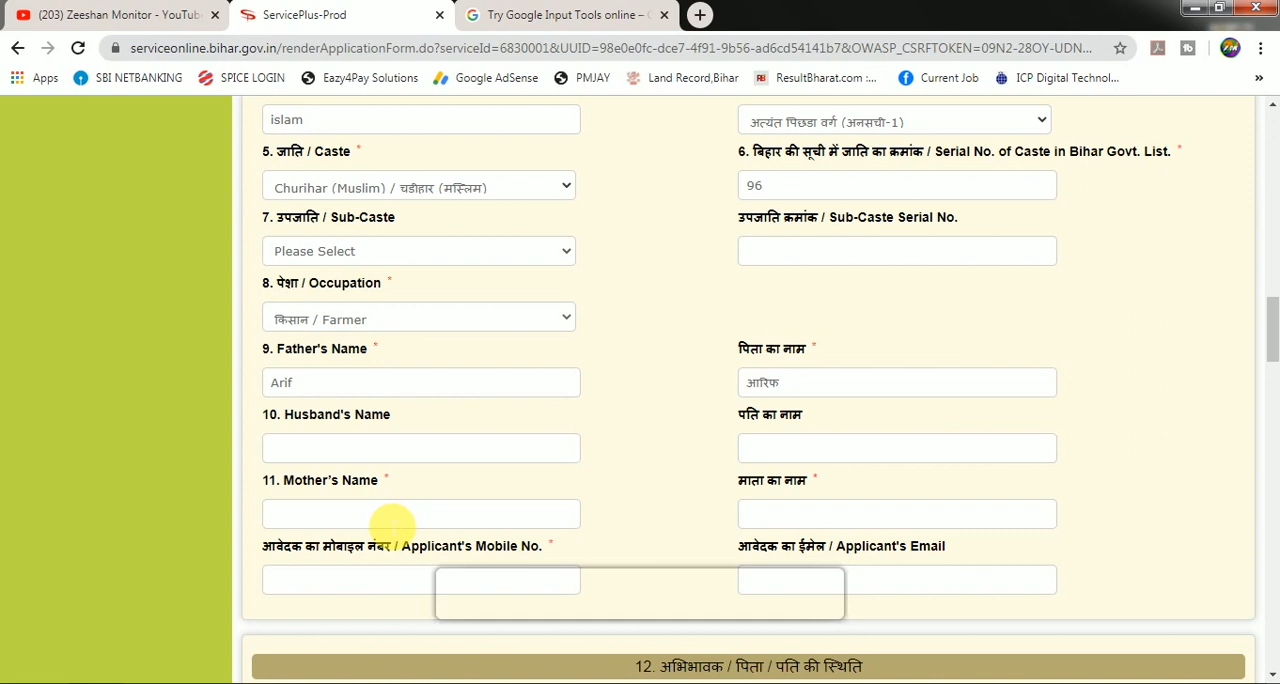 (203) Zeeshan Monitor - YouTub
ServicePlus-Prod
Try Google Input Tools online –
serviceonline.bihar.gov.in/renderApplicationForm.do?serviceId=6830001&UUID=98e0e0fc-dce7-4f91-9b56-ad6cd54141b7&OWASP_CSRFTOKEN=09N2-28OY-UDN...
Apps SBI NETBANKING SPICE LOGIN Eazy4Pay Solutions Google AdSense PMJAY Land Record,Bihar ResultBharat.com :... Current Job ICP Digital Technol... »
islam
अत्यंत पिछडा वर्ग (अनसची-1)
5. जाति / Caste *
6. बिहार की सूची में जाति का क्रमांक / Serial No. of Caste in Bihar Govt. List. *
Churihar (Muslim) / चडीहार (मस्लिम)
96
7. उपजाति / Sub-Caste
उपजाति क्रमांक / Sub-Caste Serial No.
Please Select
8. पेशा / Occupation *
किसान / Farmer
9. Father's Name *
पिता का नाम *
Arif
आरिफ
10. Husband's Name
पति का नाम
11. Mother's Name *
माता का नाम *
आवेदक का मोबाइल नंबर / Applicant's Mobile No. *
आवेदक का ईमेल / Applicant's Email
12. अभिभावक / पिता / पति की स्थिति